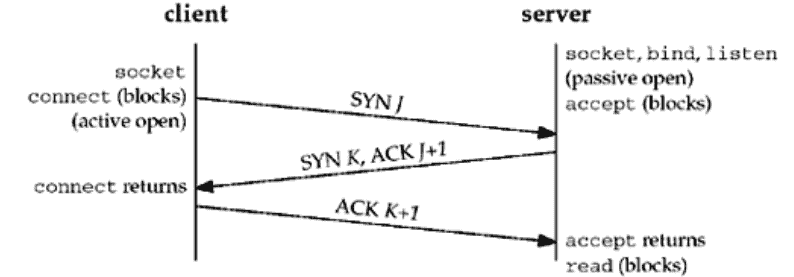 client
server
socket
connect (blocks)
(active open)
socket, bind, listen
(passive open)
accept (blocks)
SYN J
SYN K, ACK J+1
connect returns
ACK K+1
accept returns
read (blocks)